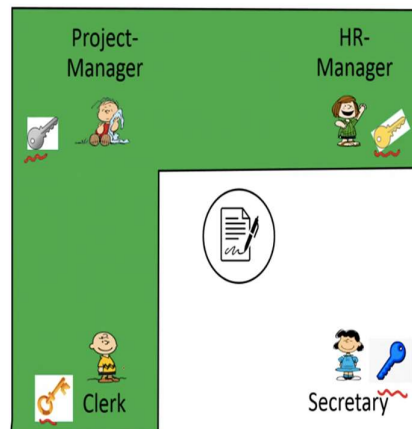 Project-
Manager
HR-
Manager
Clerk
Secretary